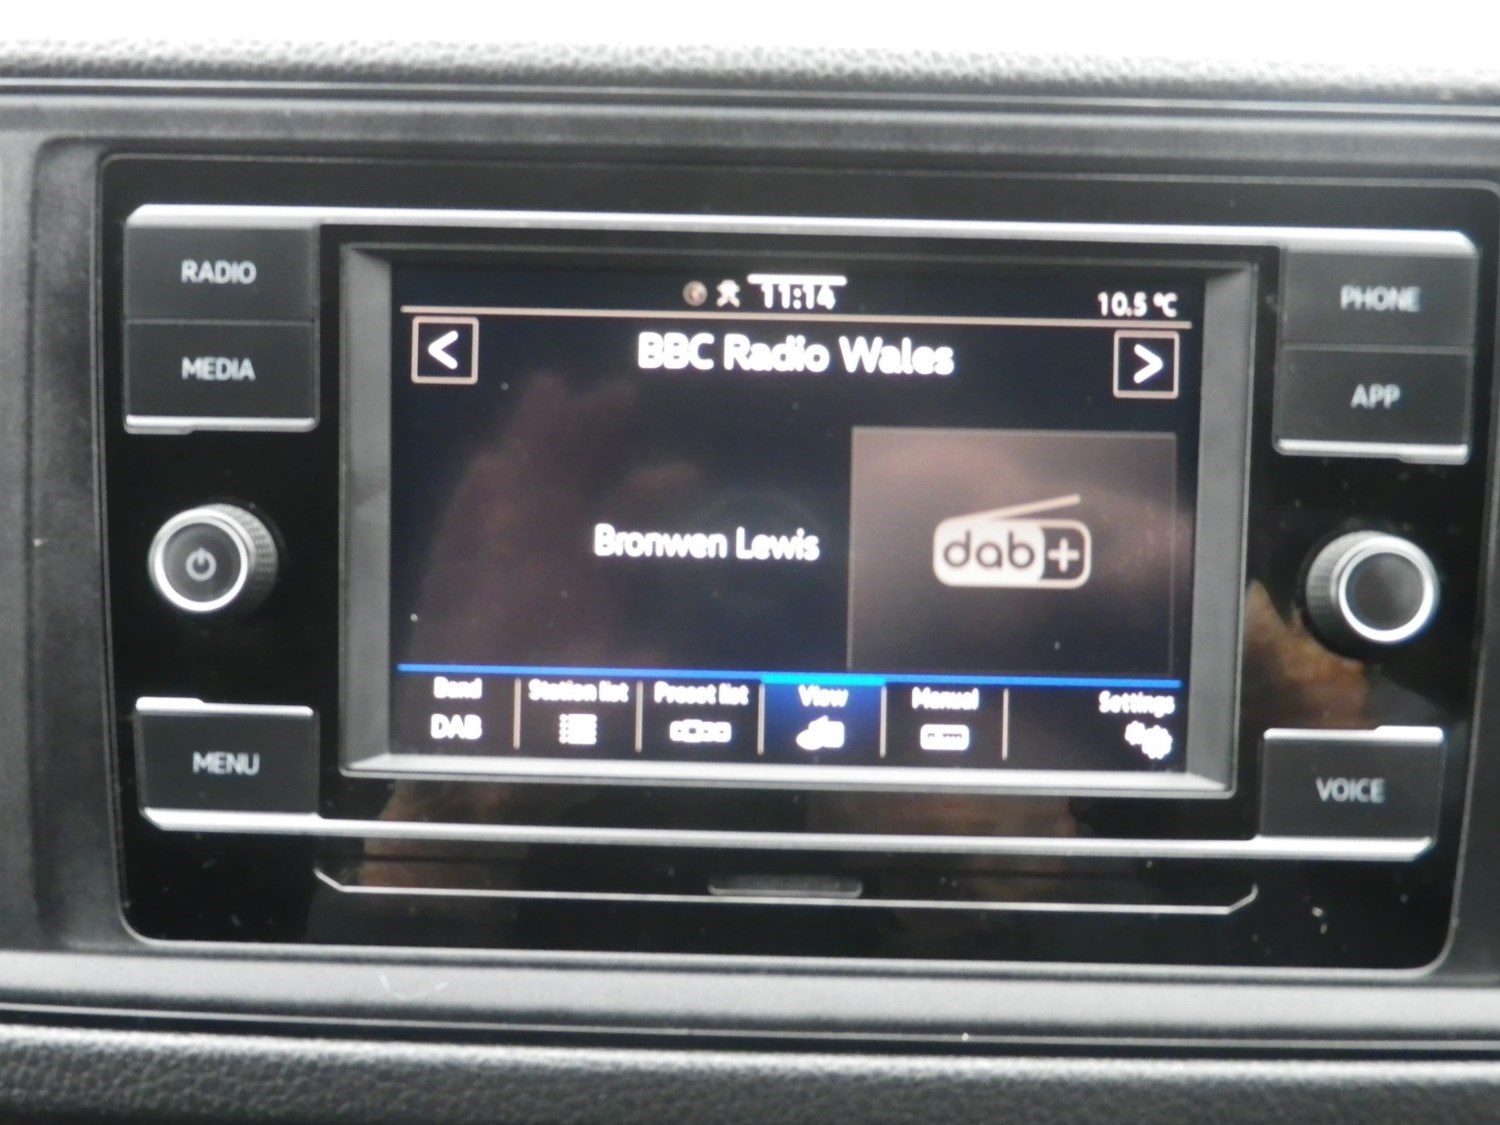 RADIO
MEDIA
MENU
PHONE
APP
VOICE
11:14
10.5 °C
<
BBC Radio Wales
>
Bronwen Lewis
dab+
Band
DAB
Station list
Preset list
View
Manual
Settings